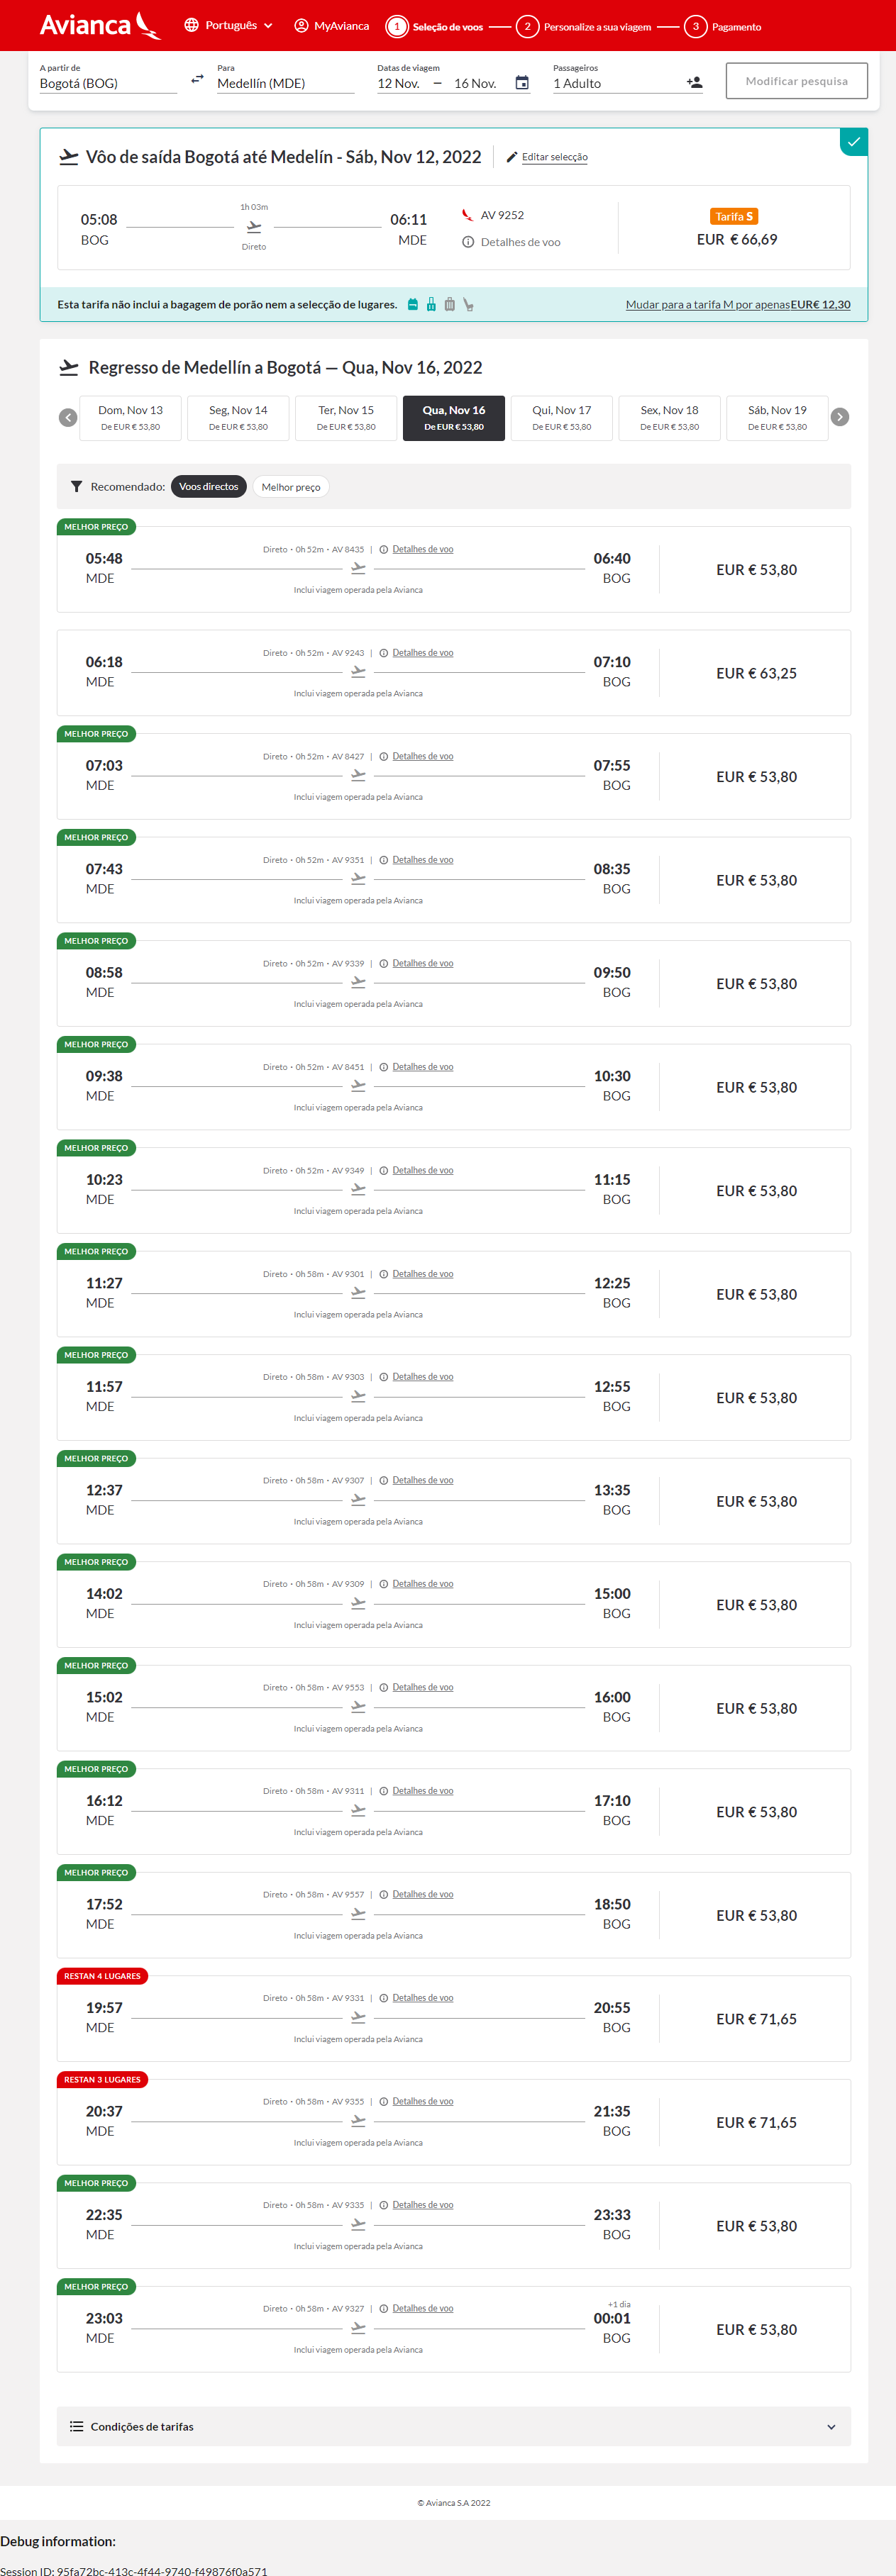 Avianca
Português
MyAvianca
1 Seleção de voos
2 Personalize a sua viagem
3 Pagamento
A partir de
Bogotá (BOG)
Para
Medellín (MDE)
Datas de viagem
12 Nov. – 16 Nov.
Passageiros
1 Adulto
Modificar pesquisa
Vôo de saída Bogotá até Medelín - Sáb, Nov 12, 2022
Editar selecção
05:08
BOG
1h 03m
Direto
06:11
MDE
AV 9252
Detalhes de voo
Tarifa S
EUR € 66,69
Esta tarifa não inclui a bagagem de porão nem a selecção de lugares.
Mudar para a tarifa M por apenas EUR€ 12,30
Regresso de Medellín a Bogotá — Qua, Nov 16, 2022
Dom, Nov 13
De EUR € 53,80
Seg, Nov 14
De EUR € 53,80
Ter, Nov 15
De EUR € 53,80
Qua, Nov 16
De EUR € 53,80
Qui, Nov 17
De EUR € 53,80
Sex, Nov 18
De EUR € 53,80
Sáb, Nov 19
De EUR € 53,80
Recomendado: Voos directos Melhor preço
MELHOR PREÇO
Direto • 0h 52m • AV 8435 | Detalhes de voo
05:48 06:40
MDE BOG
EUR € 53,80
Inclui viagem operada pela Avianca
Direto • 0h 52m • AV 9243 | Detalhes de voo
06:18 07:10
MDE BOG
EUR € 63,25
Inclui viagem operada pela Avianca
MELHOR PREÇO
Direto • 0h 52m • AV 8427 | Detalhes de voo
07:03 07:55
MDE BOG
EUR € 53,80
Inclui viagem operada pela Avianca
MELHOR PREÇO
Direto • 0h 52m • AV 9351 | Detalhes de voo
07:43 08:35
MDE BOG
EUR € 53,80
Inclui viagem operada pela Avianca
MELHOR PREÇO
Direto • 0h 52m • AV 9339 | Detalhes de voo
08:58 09:50
MDE BOG
EUR € 53,80
Inclui viagem operada pela Avianca
MELHOR PREÇO
Direto • 0h 52m • AV 8451 | Detalhes de voo
09:38 10:30
MDE BOG
EUR € 53,80
Inclui viagem operada pela Avianca
MELHOR PREÇO
Direto • 0h 52m • AV 9349 | Detalhes de voo
10:23 11:15
MDE BOG
EUR € 53,80
Inclui viagem operada pela Avianca
MELHOR PREÇO
Direto • 0h 58m • AV 9301 | Detalhes de voo
11:27 12:25
MDE BOG
EUR € 53,80
Inclui viagem operada pela Avianca
MELHOR PREÇO
Direto • 0h 58m • AV 9303 | Detalhes de voo
11:57 12:55
MDE BOG
EUR € 53,80
Inclui viagem operada pela Avianca
MELHOR PREÇO
Direto • 0h 58m • AV 9307 | Detalhes de voo
12:37 13:35
MDE BOG
EUR € 53,80
Inclui viagem operada pela Avianca
MELHOR PREÇO
Direto • 0h 58m • AV 9309 | Detalhes de voo
14:02 15:00
MDE BOG
EUR € 53,80
Inclui viagem operada pela Avianca
MELHOR PREÇO
Direto • 0h 58m • AV 9553 | Detalhes de voo
15:02 16:00
MDE BOG
EUR € 53,80
Inclui viagem operada pela Avianca
MELHOR PREÇO
Direto • 0h 58m • AV 9311 | Detalhes de voo
16:12 17:10
MDE BOG
EUR € 53,80
Inclui viagem operada pela Avianca
MELHOR PREÇO
Direto • 0h 58m • AV 9557 | Detalhes de voo
17:52 18:50
MDE BOG
EUR € 53,80
Inclui viagem operada pela Avianca
RESTAN 4 LUGARES
Direto • 0h 58m • AV 9331 | Detalhes de voo
19:57 20:55
MDE BOG
EUR € 71,65
Inclui viagem operada pela Avianca
RESTAN 3 LUGARES
Direto • 0h 58m • AV 9355 | Detalhes de voo
20:37 21:35
MDE BOG
EUR € 71,65
Inclui viagem operada pela Avianca
MELHOR PREÇO
Direto • 0h 58m • AV 9335 | Detalhes de voo
22:35 23:33
MDE BOG
EUR € 53,80
Inclui viagem operada pela Avianca
MELHOR PREÇO
Direto • 0h 58m • AV 9327 | Detalhes de voo
+1 dia
23:03 00:01
MDE BOG
EUR € 53,80
Inclui viagem operada pela Avianca
Condições de tarifas
© Avianca S.A 2022
Debug information:
Session ID: 95fa72bc-413c-4f44-9740-f49876f0a571